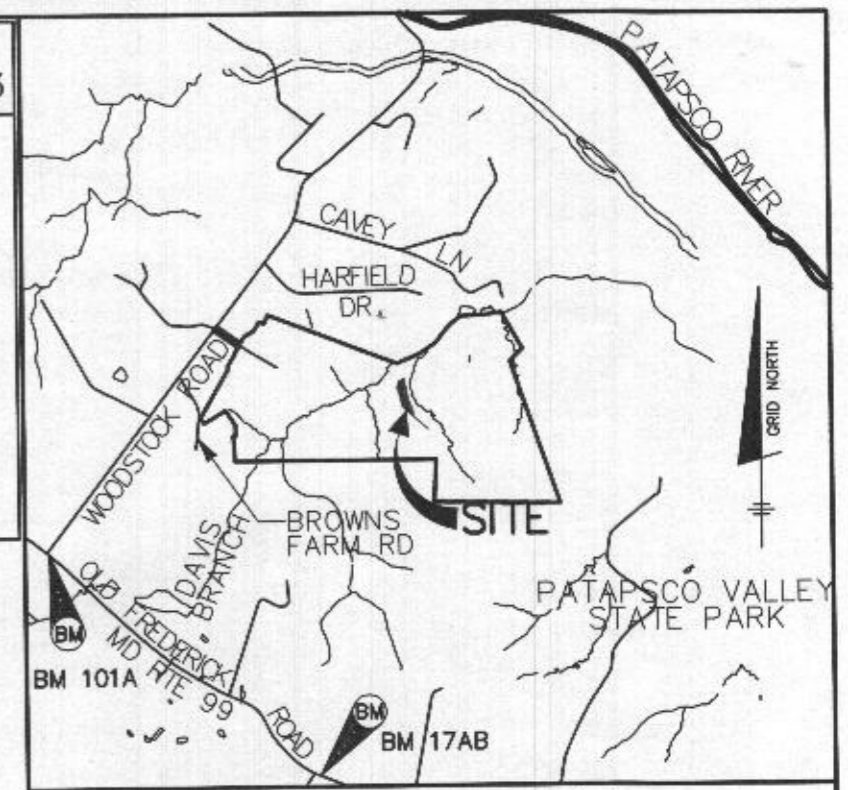 PATAPSCO RIVER
CAVEY
LN
HARFIELD
DR.
GRID NORTH
WOODSTOCK ROAD
SITE
BROWNS
FARM RD
DAVIS
BRANCH
PATAPSCO VALLEY
STATE PARK
OLD FREDERICK
ROAD
MD RTE 99
BM
BM 101A
BM
BM 17AB